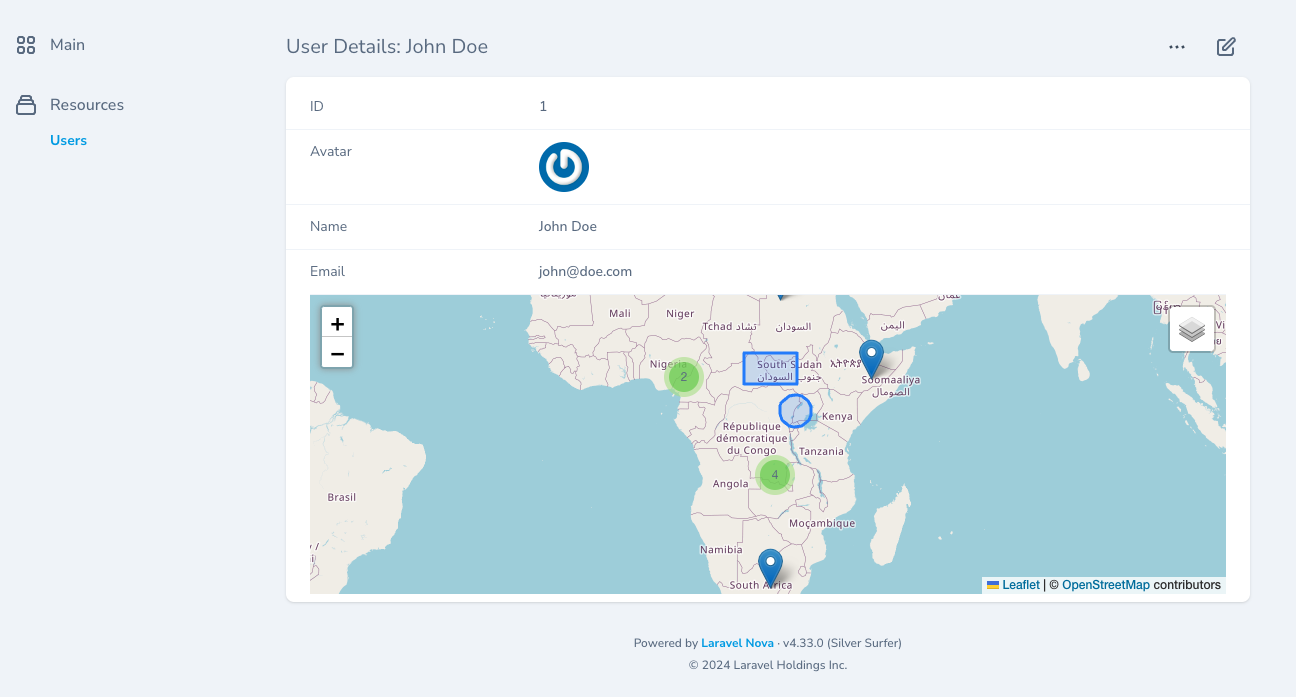 Main
Resources
Users
User Details: John Doe
ID 1
Avatar
Name John Doe
Email john@doe.com
+
−
Mali
Niger
Tchad تشاد
السودان
اليمن
عمان
Nigeria
2
South Sudan
جنوب السودان
Soomaaliya
الصومال
Kenya
République
démocratique
du Congo
Tanzania
4
Angola
Brasil
Moçambique
Namibia
South Africa
Leaflet | © OpenStreetMap contributors
Powered by Laravel Nova · v4.33.0 (Silver Surfer)
© 2024 Laravel Holdings Inc.